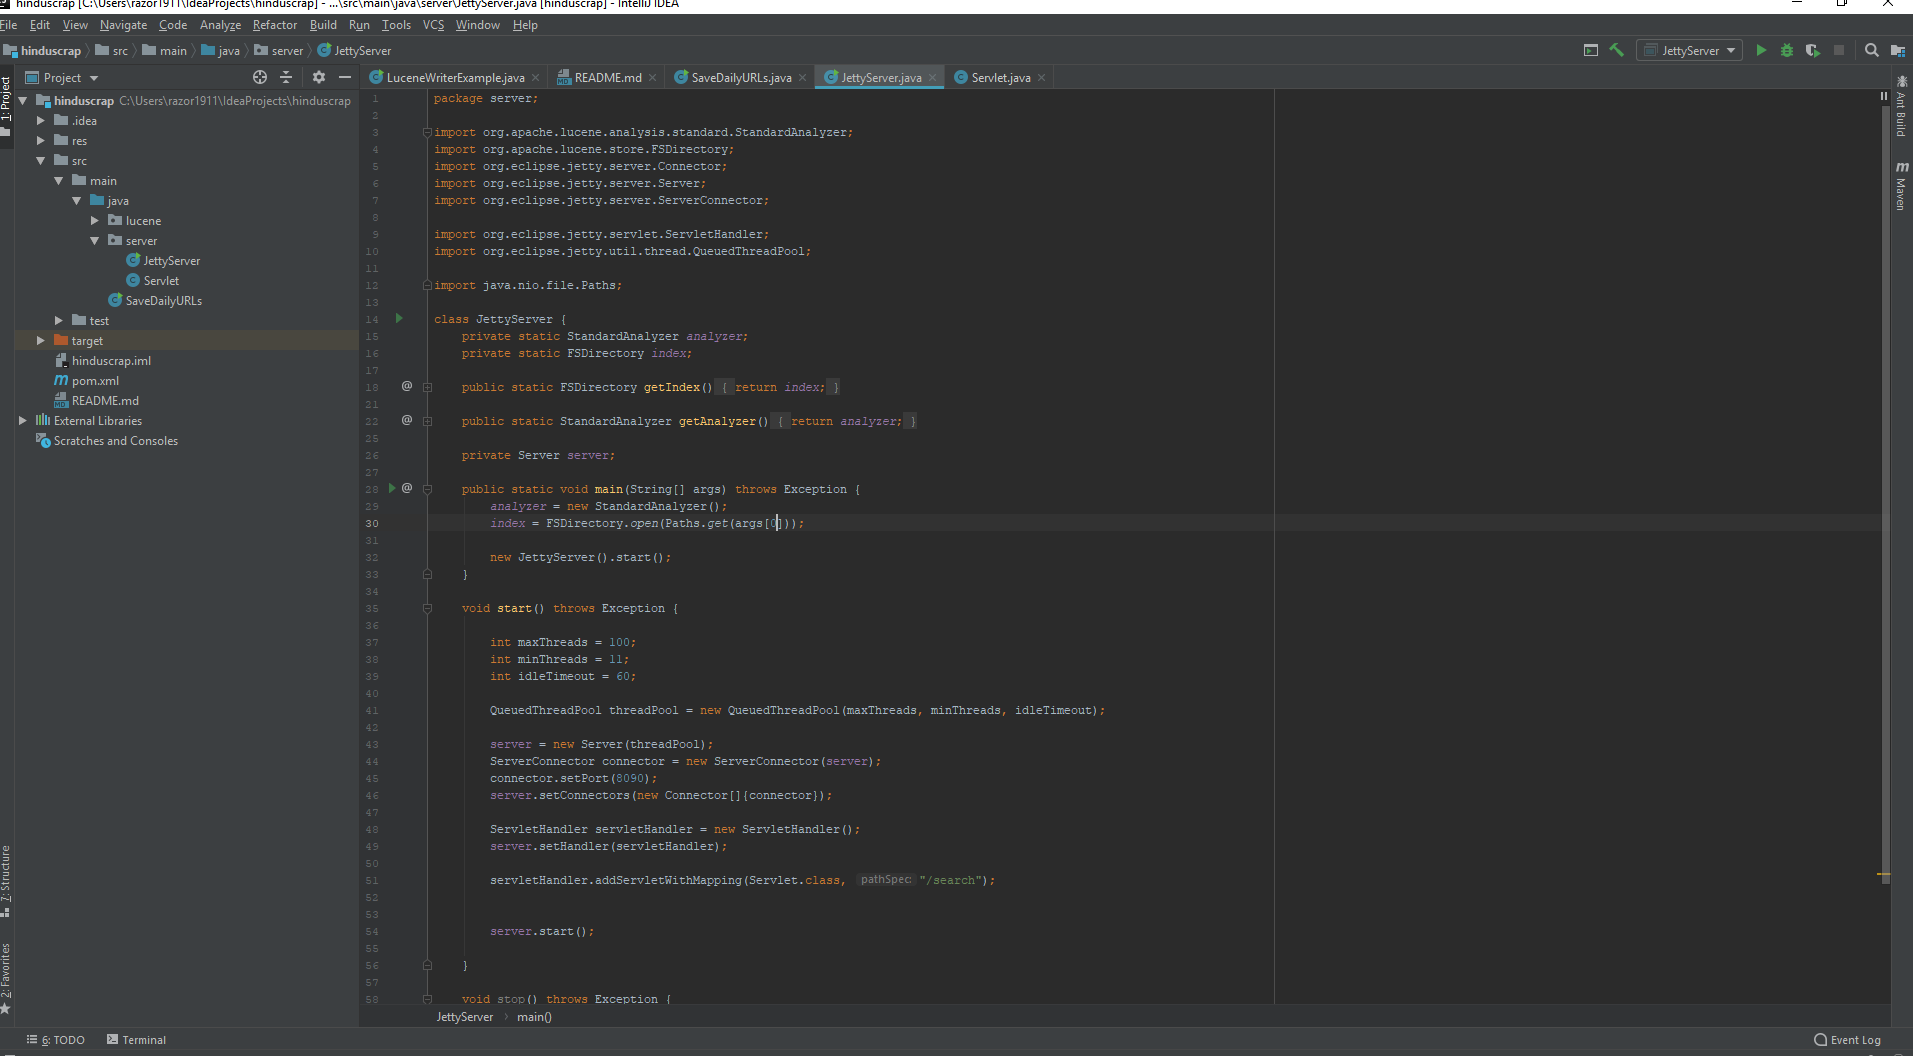 hinduscrap [C:\Users\razor1911\IdeaProjects\hinduscrap] - ...\src\main\java\server\JettyServer.java [hinduscrap] - IntelliJ IDEA
File Edit View Navigate Code Analyze Refactor Build Run Tools VCS Window Help
hinduscrap src main java server JettyServer JettyServer
1: Project
Project
hinduscrap C:\Users\razor1911\IdeaProjects\hinduscrap
.idea
res
src
main
java
lucene
server
JettyServer
Servlet
SaveDailyURLs
test
target
hinduscrap.iml
pom.xml
README.md
External Libraries
Scratches and Consoles
7: Structure
2: Favorites
LuceneWriterExample.java README.md SaveDailyURLs.java JettyServer.java Servlet.java
1 package server;
2
3 import org.apache.lucene.analysis.standard.StandardAnalyzer;
4 import org.apache.lucene.store.FSDirectory;
5 import org.eclipse.jetty.server.Connector;
6 import org.eclipse.jetty.server.Server;
7 import org.eclipse.jetty.server.ServerConnector;
8
9 import org.eclipse.jetty.servlet.ServletHandler;
10 import org.eclipse.jetty.util.thread.QueuedThreadPool;
11
12 import java.nio.file.Paths;
13
14 class JettyServer {
15 private static StandardAnalyzer analyzer;
16 private static FSDirectory index;
17
18 @ public static FSDirectory getIndex() { return index; }
21
22 @ public static StandardAnalyzer getAnalyzer() { return analyzer; }
25
26 private Server server;
27
28 @ public static void main(String[] args) throws Exception {
29 analyzer = new StandardAnalyzer();
30 index = FSDirectory.open(Paths.get(args[0]));
31
32 new JettyServer().start();
33 }
34
35 void start() throws Exception {
36
37 int maxThreads = 100;
38 int minThreads = 11;
39 int idleTimeout = 60;
40
41 QueuedThreadPool threadPool = new QueuedThreadPool(maxThreads, minThreads, idleTimeout);
42
43 server = new Server(threadPool);
44 ServerConnector connector = new ServerConnector(server);
45 connector.setPort(8090);
46 server.setConnectors(new Connector[]{connector});
47
48 ServletHandler servletHandler = new ServletHandler();
49 server.setHandler(servletHandler);
50
51 servletHandler.addServletWithMapping(Servlet.class, pathSpec: "/search");
52
53
54 server.start();
55
56 }
57
58 void stop() throws Exception {
JettyServer main()
Ant Build
Maven
6: TODO Terminal Event Log